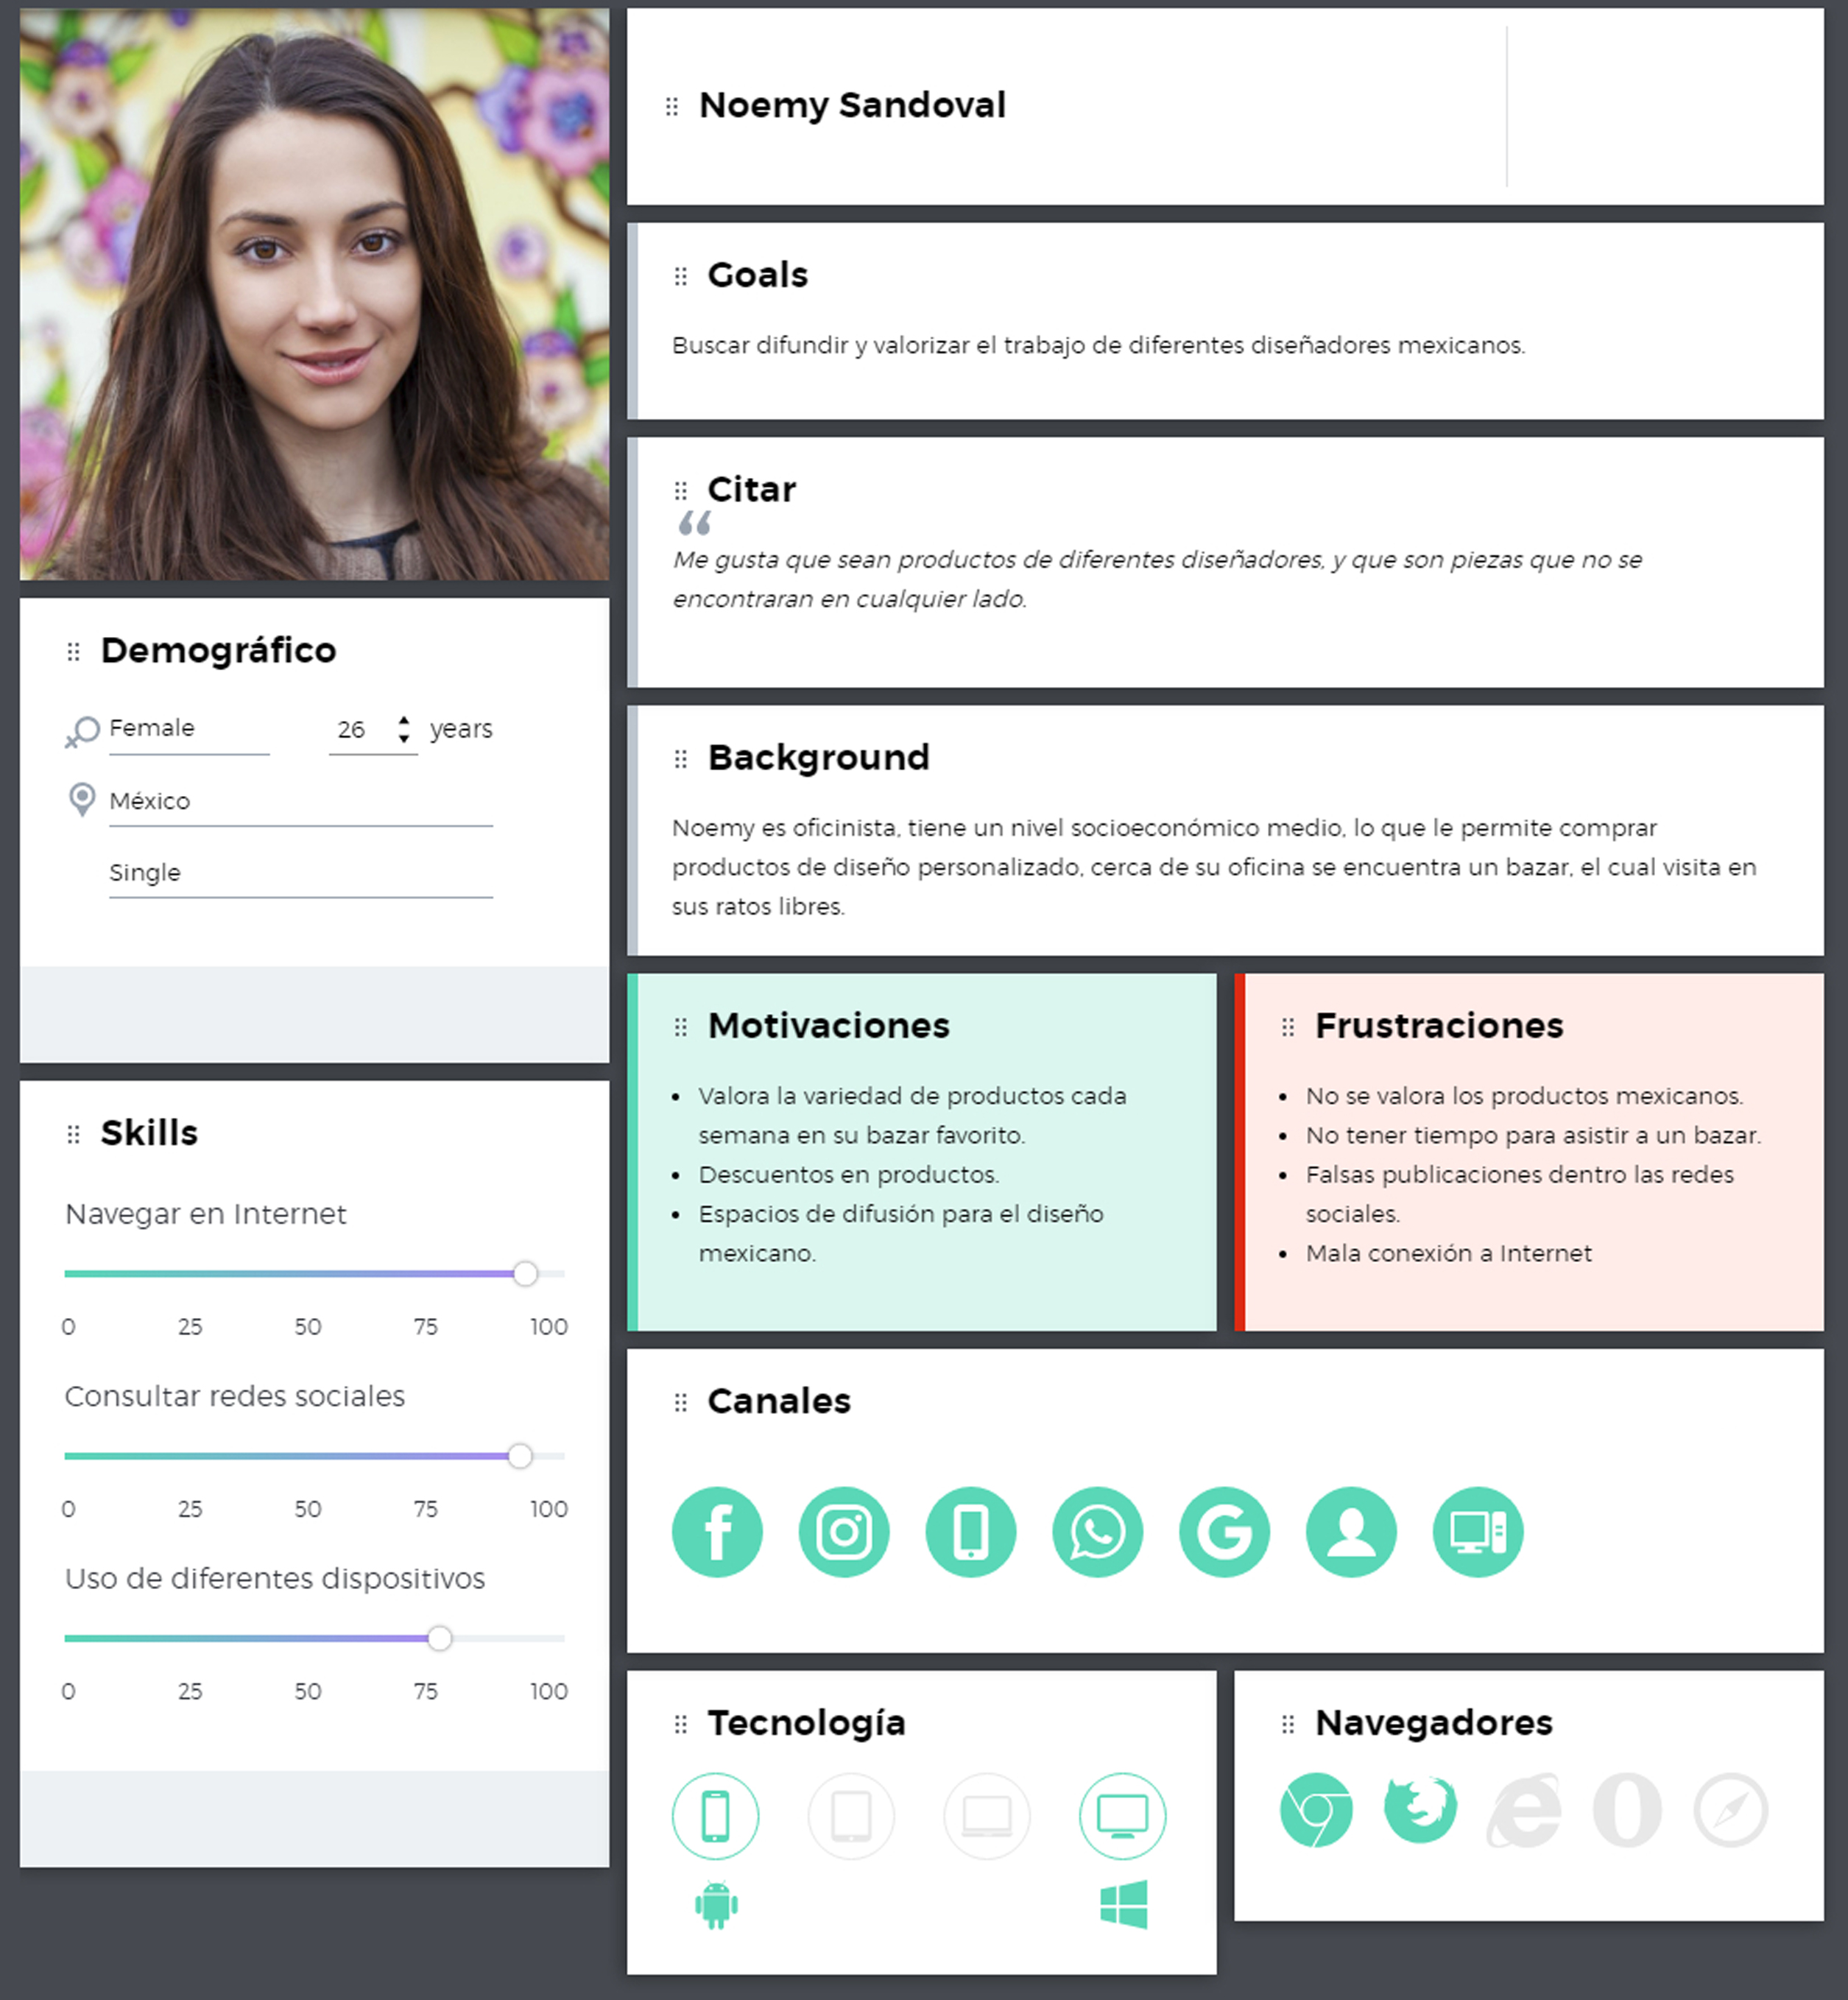 Noemy Sandoval
Goals
Buscar difundir y valorizar el trabajo de diferentes diseñadores mexicanos.
Citar
“
Me gusta que sean productos de diferentes diseñadores, y que son piezas que no se
encontraran en cualquier lado.
Demográfico
Female 26 years
México
Single
Background
Noemy es oficinista, tiene un nivel socioeconómico medio, lo que le permite comprar
productos de diseño personalizado, cerca de su oficina se encuentra un bazar, el cual visita en
sus ratos libres.
Skills
Navegar en Internet
0 25 50 75 100
Consultar redes sociales
0 25 50 75 100
Uso de diferentes dispositivos
0 25 50 75 100
Motivaciones
• Valora la variedad de productos cada
semana en su bazar favorito.
• Descuentos en productos.
• Espacios de difusión para el diseño
mexicano.
Frustraciones
• No se valora los productos mexicanos.
• No tener tiempo para asistir a un bazar.
• Falsas publicaciones dentro las redes
sociales.
• Mala conexión a Internet
Canales
Tecnología
Navegadores